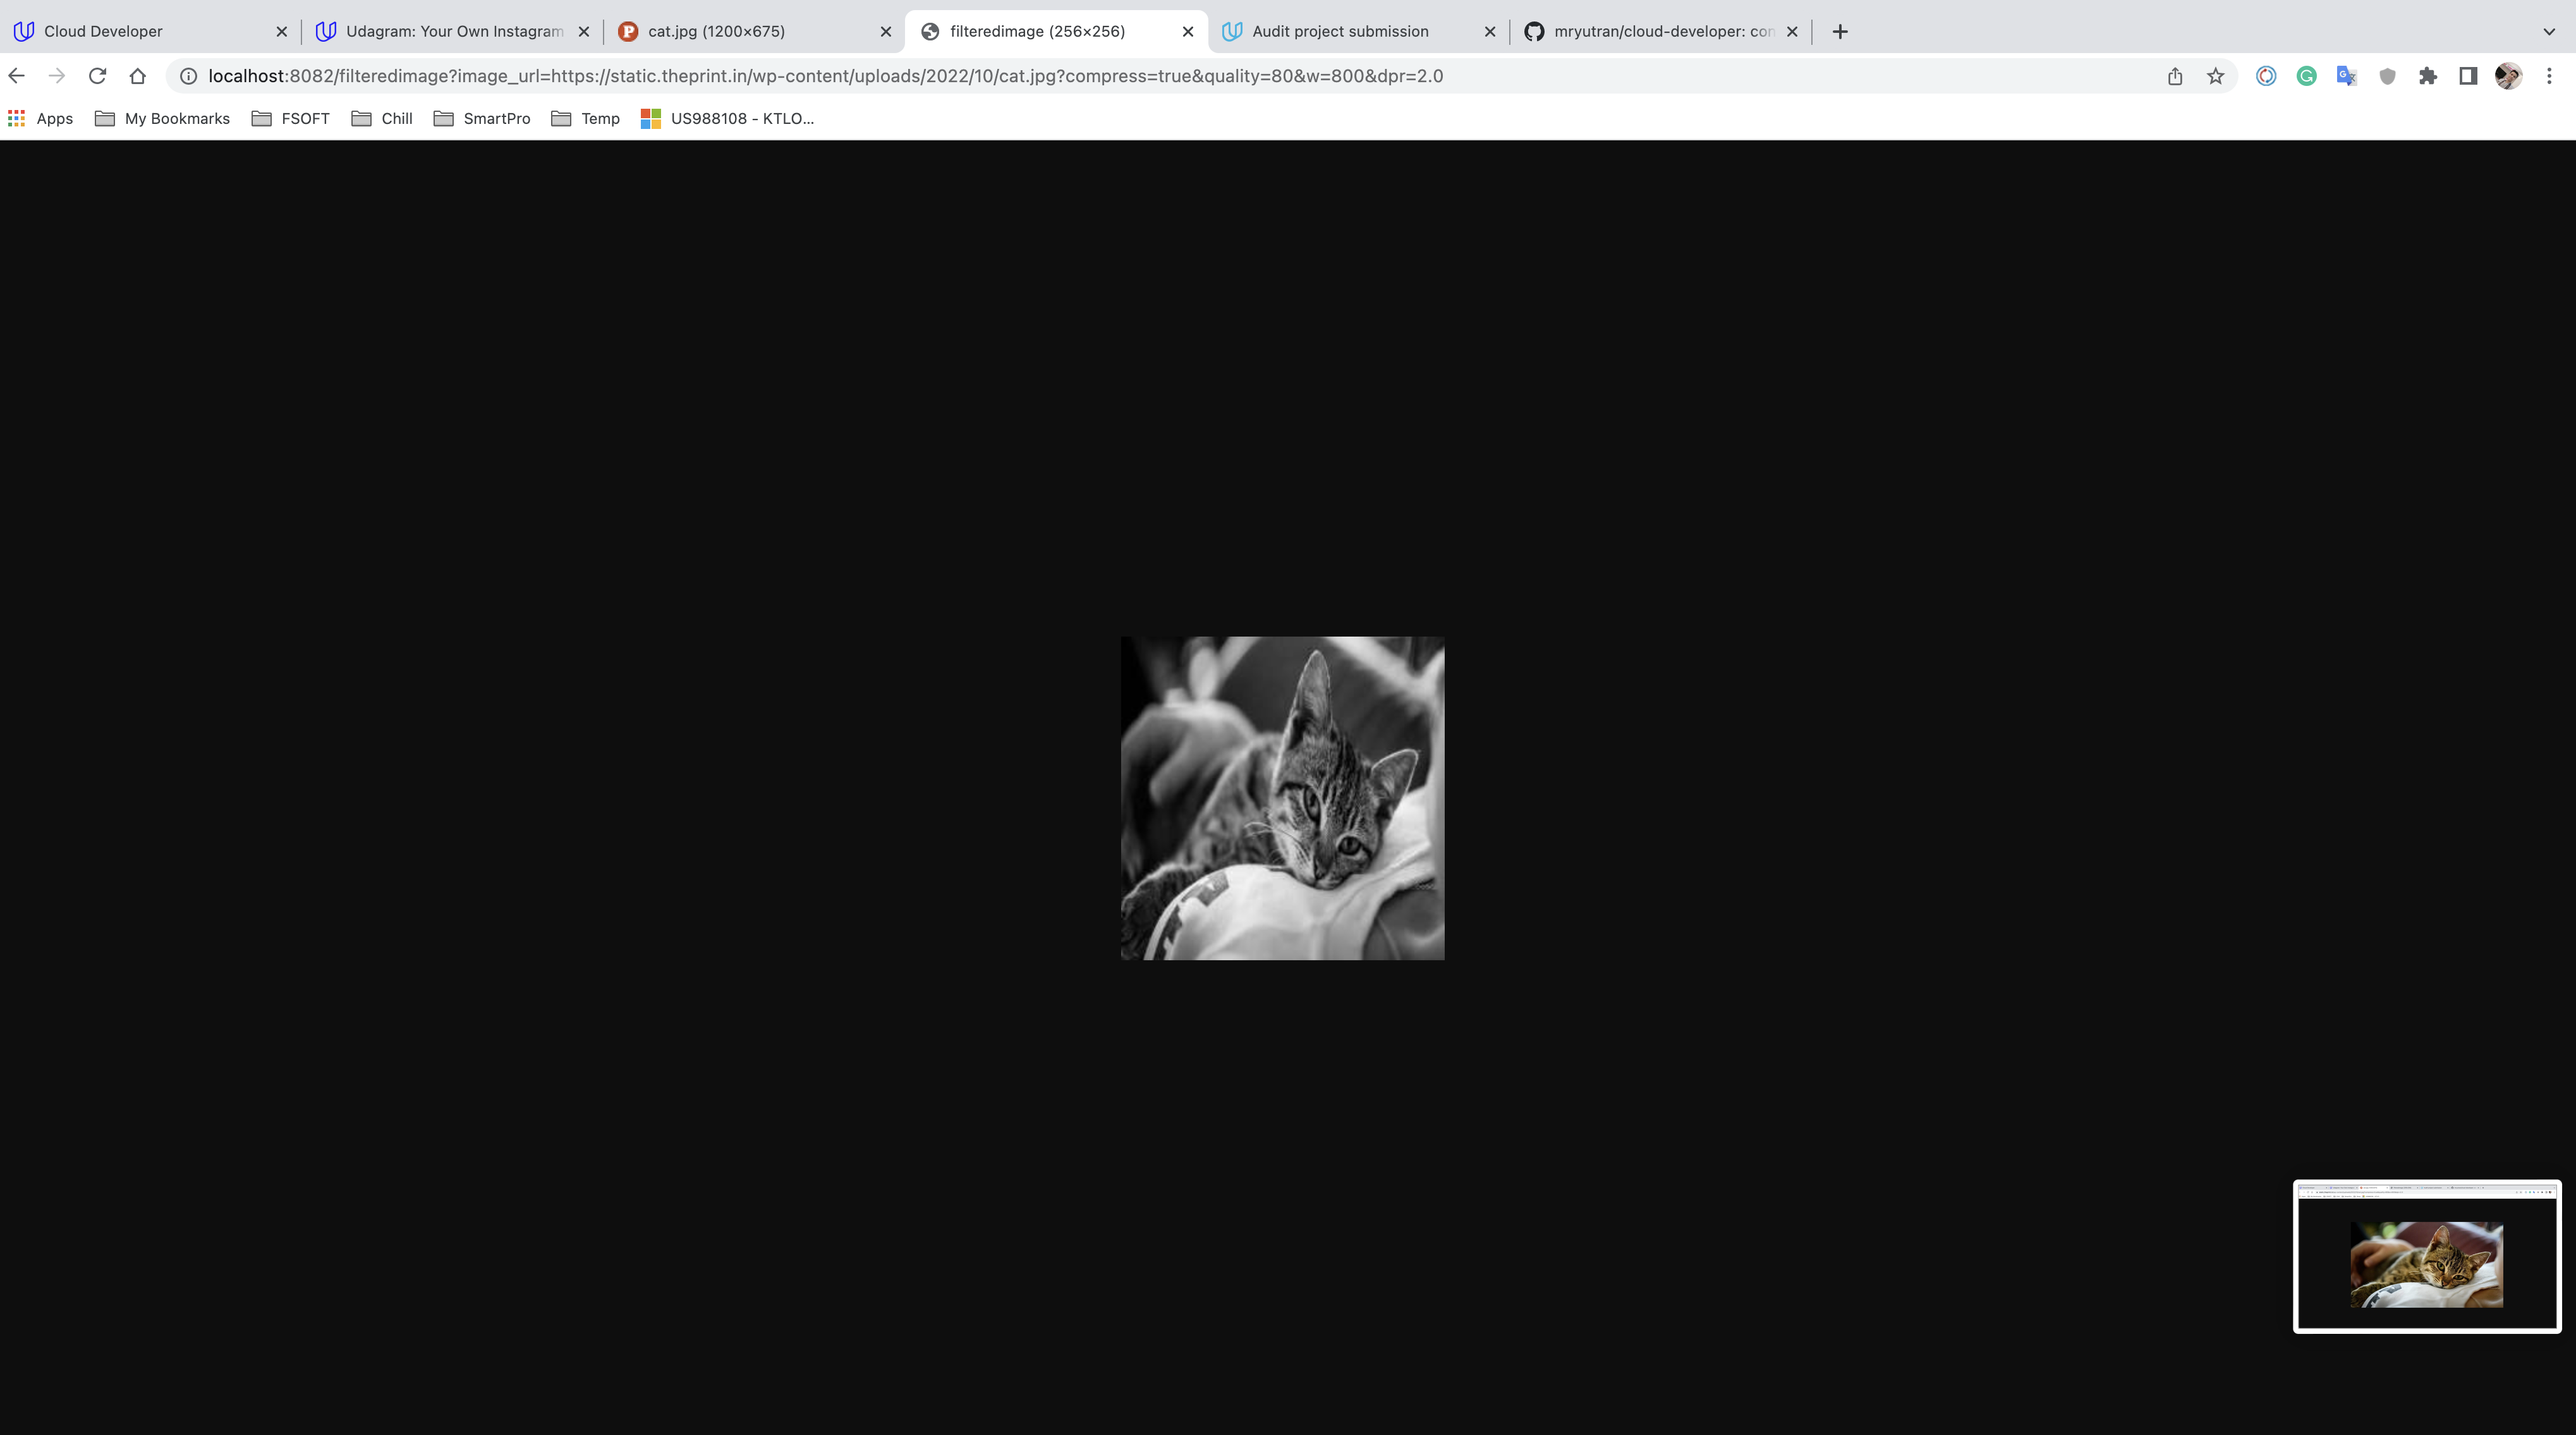 Cloud Developer
Udagram: Your Own Instagram
cat.jpg (1200×675)
filteredimage (256×256)
Audit project submission
mryutran/cloud-developer: con
localhost:8082/filteredimage?image_url=https://static.theprint.in/wp-content/uploads/2022/10/cat.jpg?compress=true&quality=80&w=800&dpr=2.0
Apps
My Bookmarks
FSOFT
Chill
SmartPro
Temp
US988108 - KTLO...